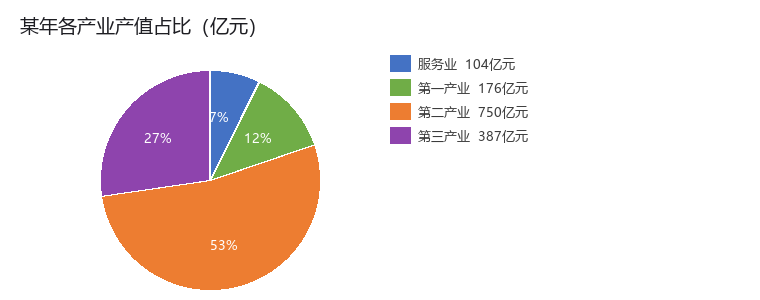 某年各产业产值占比（亿元）
服务业 104亿元
第一产业 176亿元
第二产业 750亿元
第三产业 387亿元
7%
12%
27%
53%